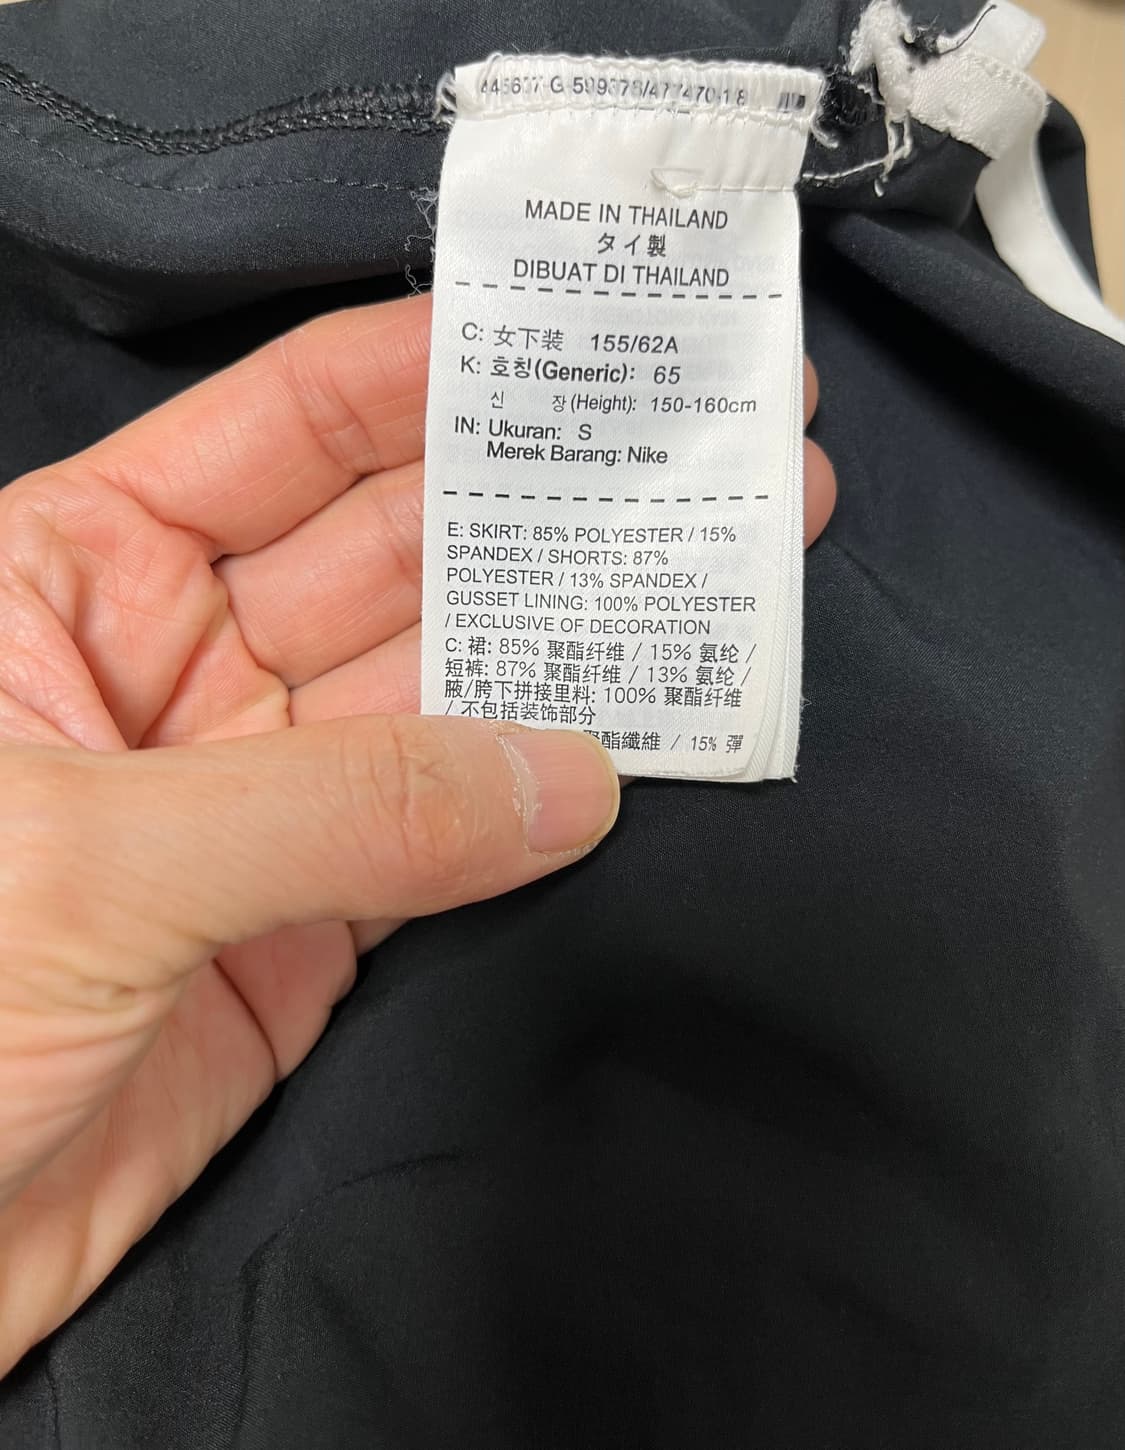 MADE IN THAILAND
タイ製
DIBUAT DI THAILAND
C: 女下装 155/62A
K: 호칭(Generic): 65
신 장(Height): 150-160cm
IN: Ukuran: S
Merek Barang: Nike
E: SKIRT: 85% POLYESTER / 15%
SPANDEX / SHORTS: 87%
POLYESTER / 13% SPANDEX /
GUSSET LINING: 100% POLYESTER
/ EXCLUSIVE OF DECORATION
C: 裙: 85% 聚酯纤维 / 15% 氨纶 /
短裤: 87% 聚酯纤维 / 13% 氨纶 /
腋/胯下拼接里料: 100% 聚酯纤维
/ 不包括装饰部分
聚酯纖維 / 15% 彈